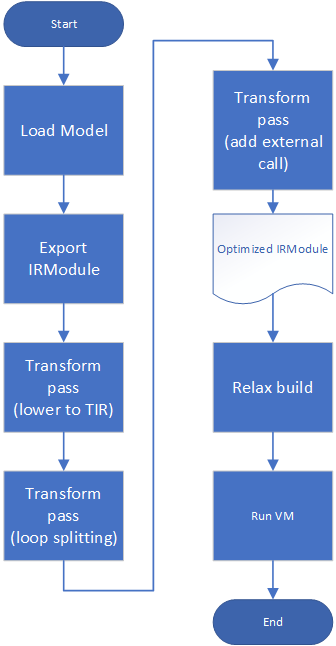 Start
Load Model
Export
IRModule
Transform
pass
(lower to TIR)
Transform
pass
(loop splitting)
Transform
pass
(add external
call)
Optimized IRModule
Relax build
Run VM
End